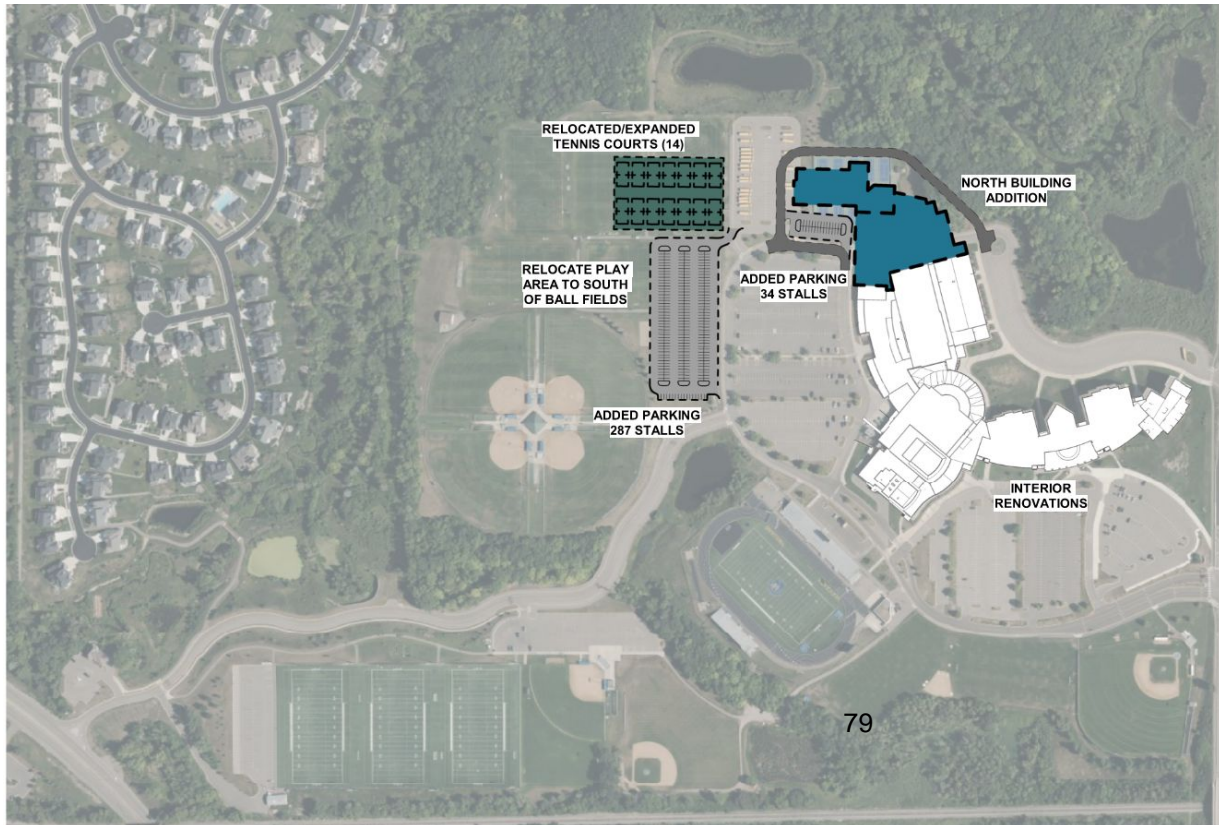 RELOCATED/EXPANDED
TENNIS COURTS (14)
NORTH BUILDING
ADDITION
RELOCATE PLAY
AREA TO SOUTH
OF BALL FIELDS
ADDED PARKING
34 STALLS
ADDED PARKING
287 STALLS
INTERIOR
RENOVATIONS
79